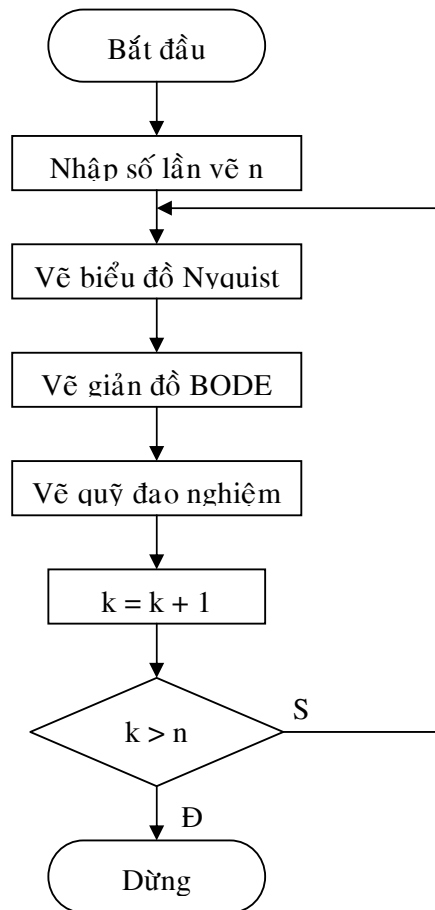 Bắt đầu
Nhập số lần vẽ n
Vẽ biểu đồ Nyquist
Vẽ giản đồ BODE
Vẽ quỹ đạo nghiệm
k = k + 1
k > n
S
Đ
Dừng